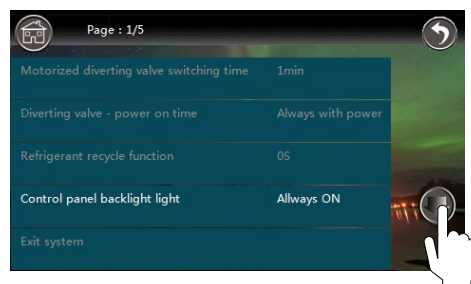 Page : 1/5
Motorized diverting valve switching time 1min
Diverting valve - power on time Always with power
Refrigerant recycle function 0S
Control panel backlight light Allways ON
Exit system